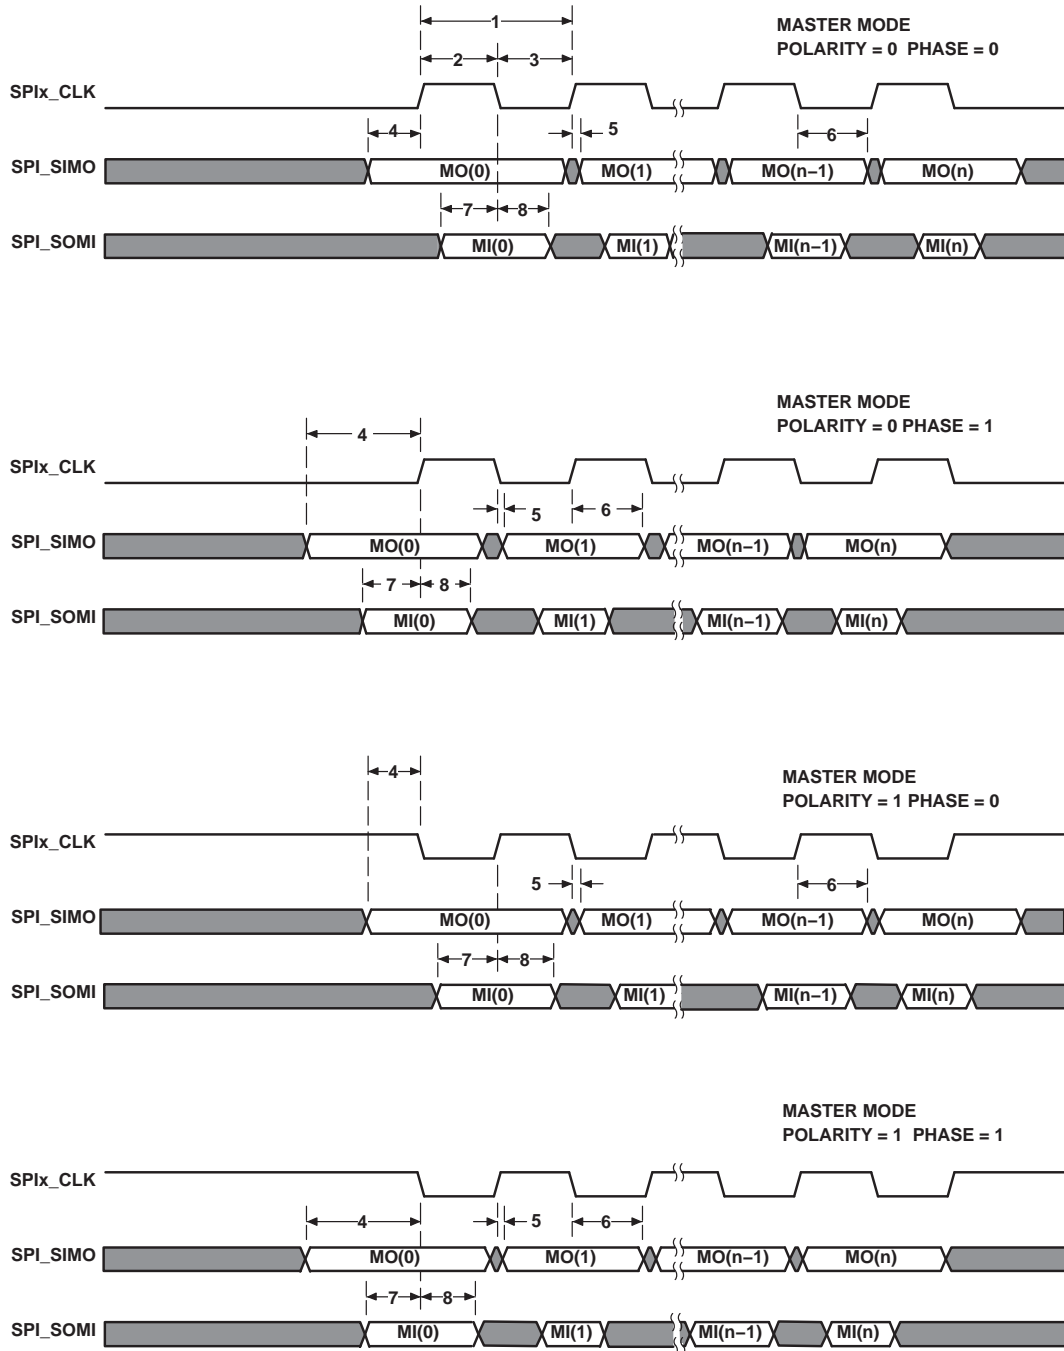 1
MASTER MODE
POLARITY = 0 PHASE = 0
2 3
SPIx_CLK
4 5 6
SPI_SIMO MO(0) MO(1) MO(n−1) MO(n)
7 8
SPI_SOMI MI(0) MI(1) MI(n−1) MI(n)
MASTER MODE
POLARITY = 0 PHASE = 1
4
SPIx_CLK
5 6
SPI_SIMO MO(0) MO(1) MO(n−1) MO(n)
7 8
SPI_SOMI MI(0) MI(1) MI(n−1) MI(n)
4
MASTER MODE
POLARITY = 1 PHASE = 0
SPIx_CLK
5 6
SPI_SIMO MO(0) MO(1) MO(n−1) MO(n)
7 8
SPI_SOMI MI(0) MI(1) MI(n−1) MI(n)
MASTER MODE
POLARITY = 1 PHASE = 1
SPIx_CLK
4 5 6
SPI_SIMO MO(0) MO(1) MO(n−1) MO(n)
7 8
SPI_SOMI MI(0) MI(1) MI(n−1) MI(n)